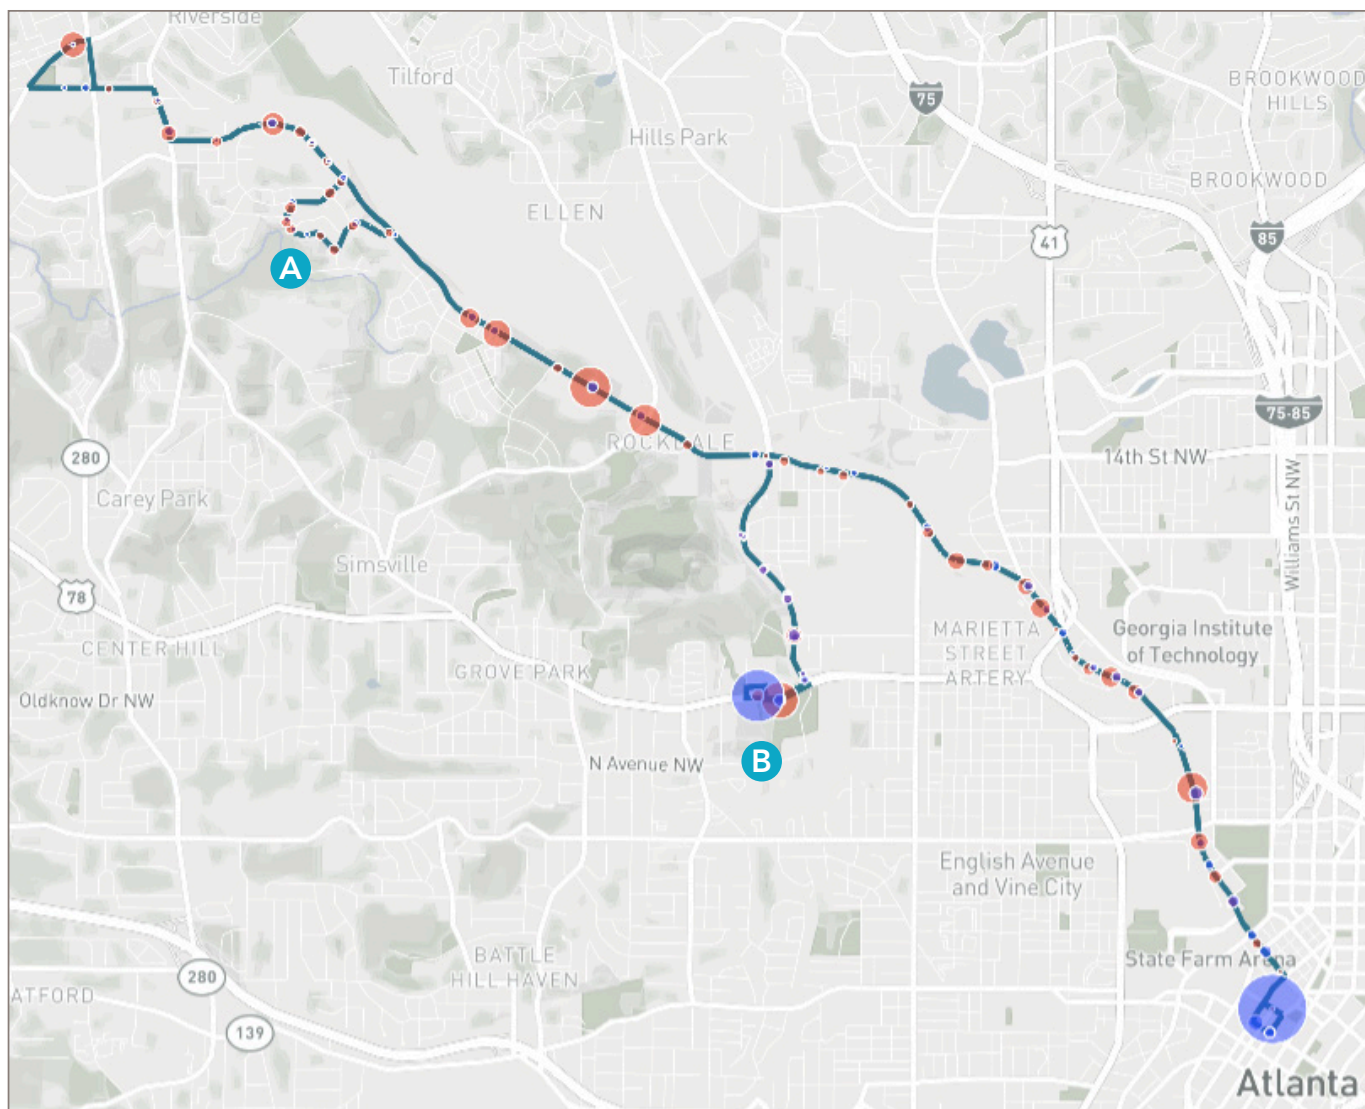 Riverside
Tilford
75
BROOKWOOD
HILLS
Hills Park
BROOKWOOD
ELLEN
41
85
A
75-85
ROCKDALE
14th St NW
280
Carey Park
Williams St NW
Simsville
78
MARIETTA
STREET
ARTERY
Georgia Institute
of Technology
CENTER HILL
GROVE PARK
Oldknow Dr NW
B
N Avenue NW
English Avenue
and Vine City
BATTLE
HILL HAVEN
State Farm Arena
280
ATFORD
139
Atlanta